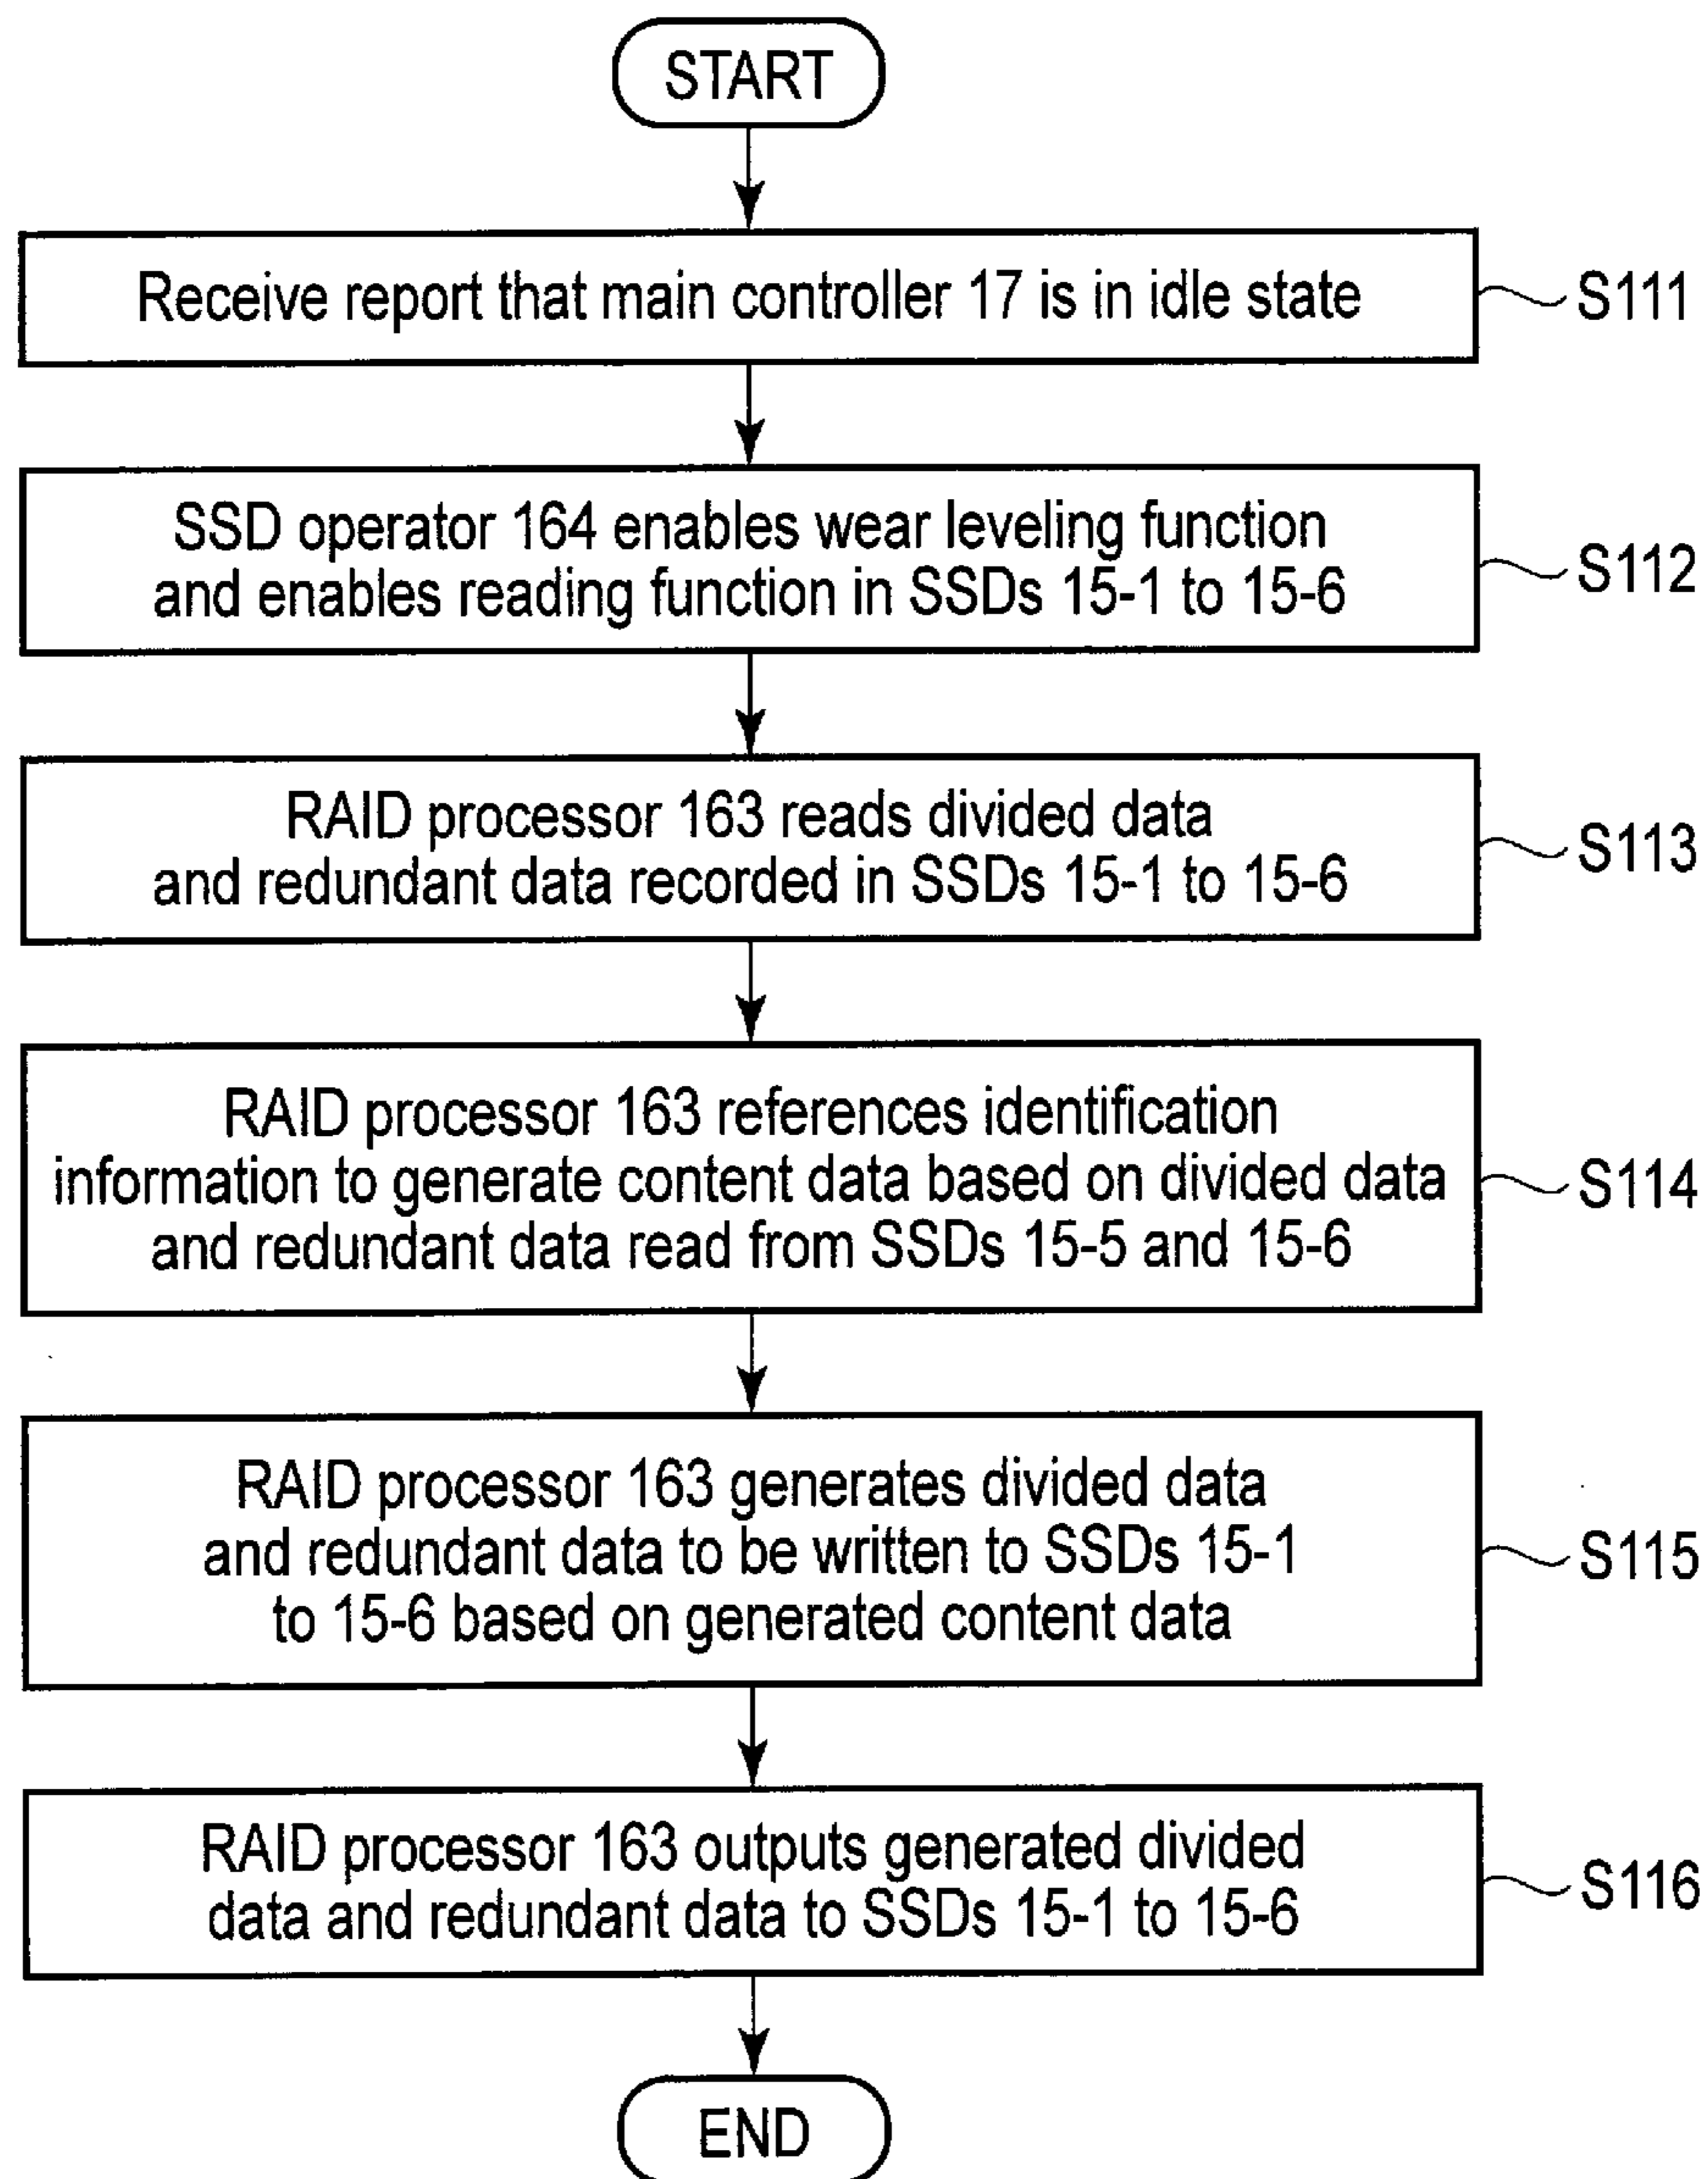 START
Receive report that main controller 17 is in idle state
S111
SSD operator 164 enables wear leveling function
and enables reading function in SSDs 15-1 to 15-6
S112
RAID processor 163 reads divided data
and redundant data recorded in SSDs 15-1 to 15-6
S113
RAID processor 163 references identification
information to generate content data based on divided data
and redundant data read from SSDs 15-5 and 15-6
S114
RAID processor 163 generates divided data
and redundant data to be written to SSDs 15-1
to 15-6 based on generated content data
S115
RAID processor 163 outputs generated divided
data and redundant data to SSDs 15-1 to 15-6
S116
END